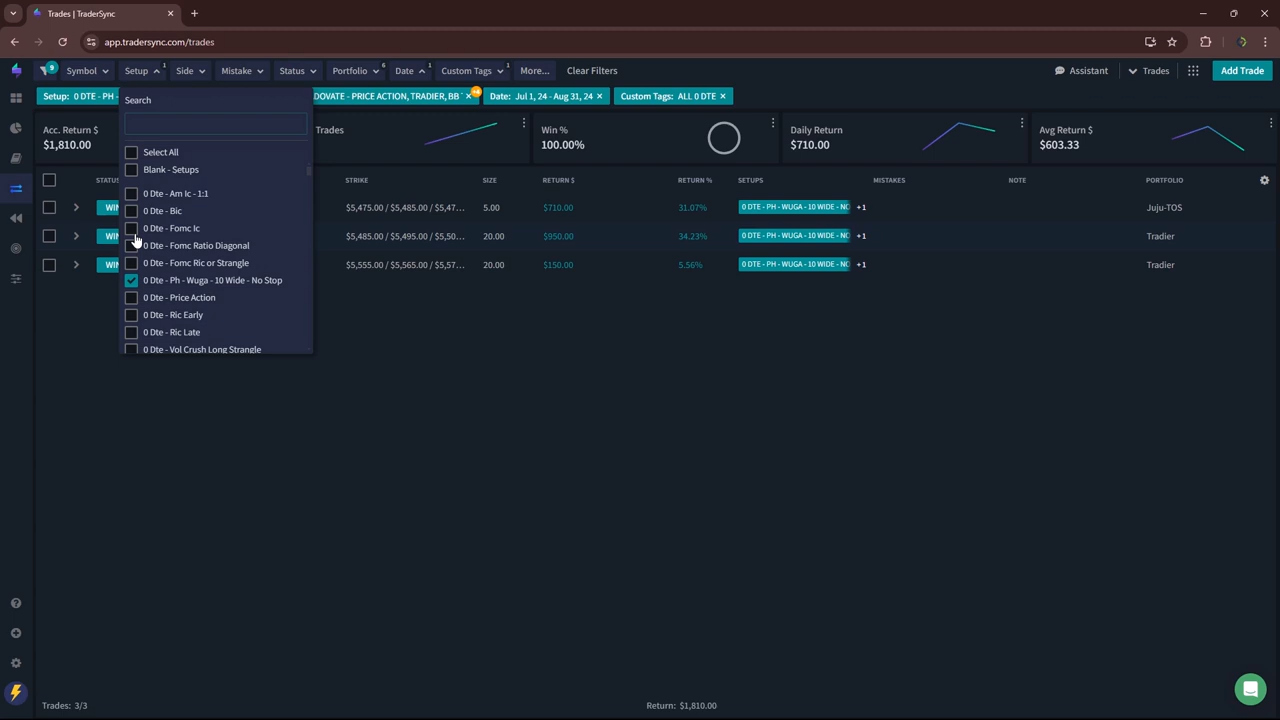 Trades | TraderSync
app.tradersync.com/trades
9
Symbol
Setup 1
Side
Mistake
Status 1
Portfolio 6
Date 1
Custom Tags 1
More...
Clear Filters
Assistant
Trades
Add Trade
Setup: 0 DTE - PH -
DOVATE - PRICE ACTION, TRADIER, BB
Date: Jul 1, 24 - Aug 31, 24
Custom Tags: ALL 0 DTE
Search
Select All
Blank - Setups
0 Dte - Am Ic - 1:1
0 Dte - Bic
0 Dte - Fomc Ic
0 Dte - Fomc Ratio Diagonal
0 Dte - Fomc Ric or Strangle
0 Dte - Ph - Wuga - 10 Wide - No Stop
0 Dte - Price Action
0 Dte - Ric Early
0 Dte - Ric Late
0 Dte - Vol Crush Long Strangle
Acc. Return $
$1,810.00
Trades
Win %
100.00%
Daily Return
$710.00
Avg Return $
$603.33
STATUS
STRIKE
SIZE
RETURN $
RETURN %
SETUPS
MISTAKES
NOTE
PORTFOLIO
WIN
$5,475.00 / $5,485.00 / $5,47...
5.00
$710.00
31.07%
0 DTE - PH - WUGA - 10 WIDE - NO
+1
Juju-TOS
WIN
$5,485.00 / $5,495.00 / $5,50...
20.00
$950.00
34.23%
0 DTE - PH - WUGA - 10 WIDE - NO
+1
Tradier
WIN
$5,555.00 / $5,565.00 / $5,57...
20.00
$150.00
5.56%
0 DTE - PH - WUGA - 10 WIDE - NO
+1
Tradier
Trades: 3/3
Return: $1,810.00